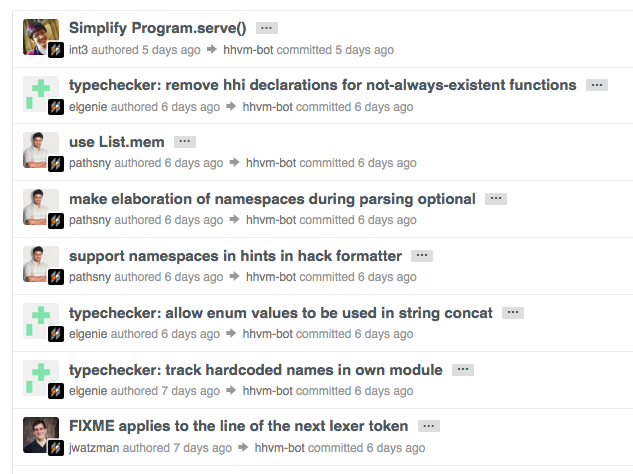 Simplify Program.serve() ...
int3 authored 5 days ago → hhvm-bot committed 5 days ago
typechecker: remove hhi declarations for not-always-existent functions ...
elgenie authored 6 days ago → hhvm-bot committed 6 days ago
use List.mem ...
pathsny authored 6 days ago → hhvm-bot committed 6 days ago
make elaboration of namespaces during parsing optional ...
pathsny authored 6 days ago → hhvm-bot committed 6 days ago
support namespaces in hints in hack formatter ...
pathsny authored 6 days ago → hhvm-bot committed 6 days ago
typechecker: allow enum values to be used in string concat ...
elgenie authored 6 days ago → hhvm-bot committed 6 days ago
typechecker: track hardcoded names in own module ...
elgenie authored 7 days ago → hhvm-bot committed 6 days ago
FIXME applies to the line of the next lexer token ...
jwatzman authored 7 days ago → hhvm-bot committed 6 days ago